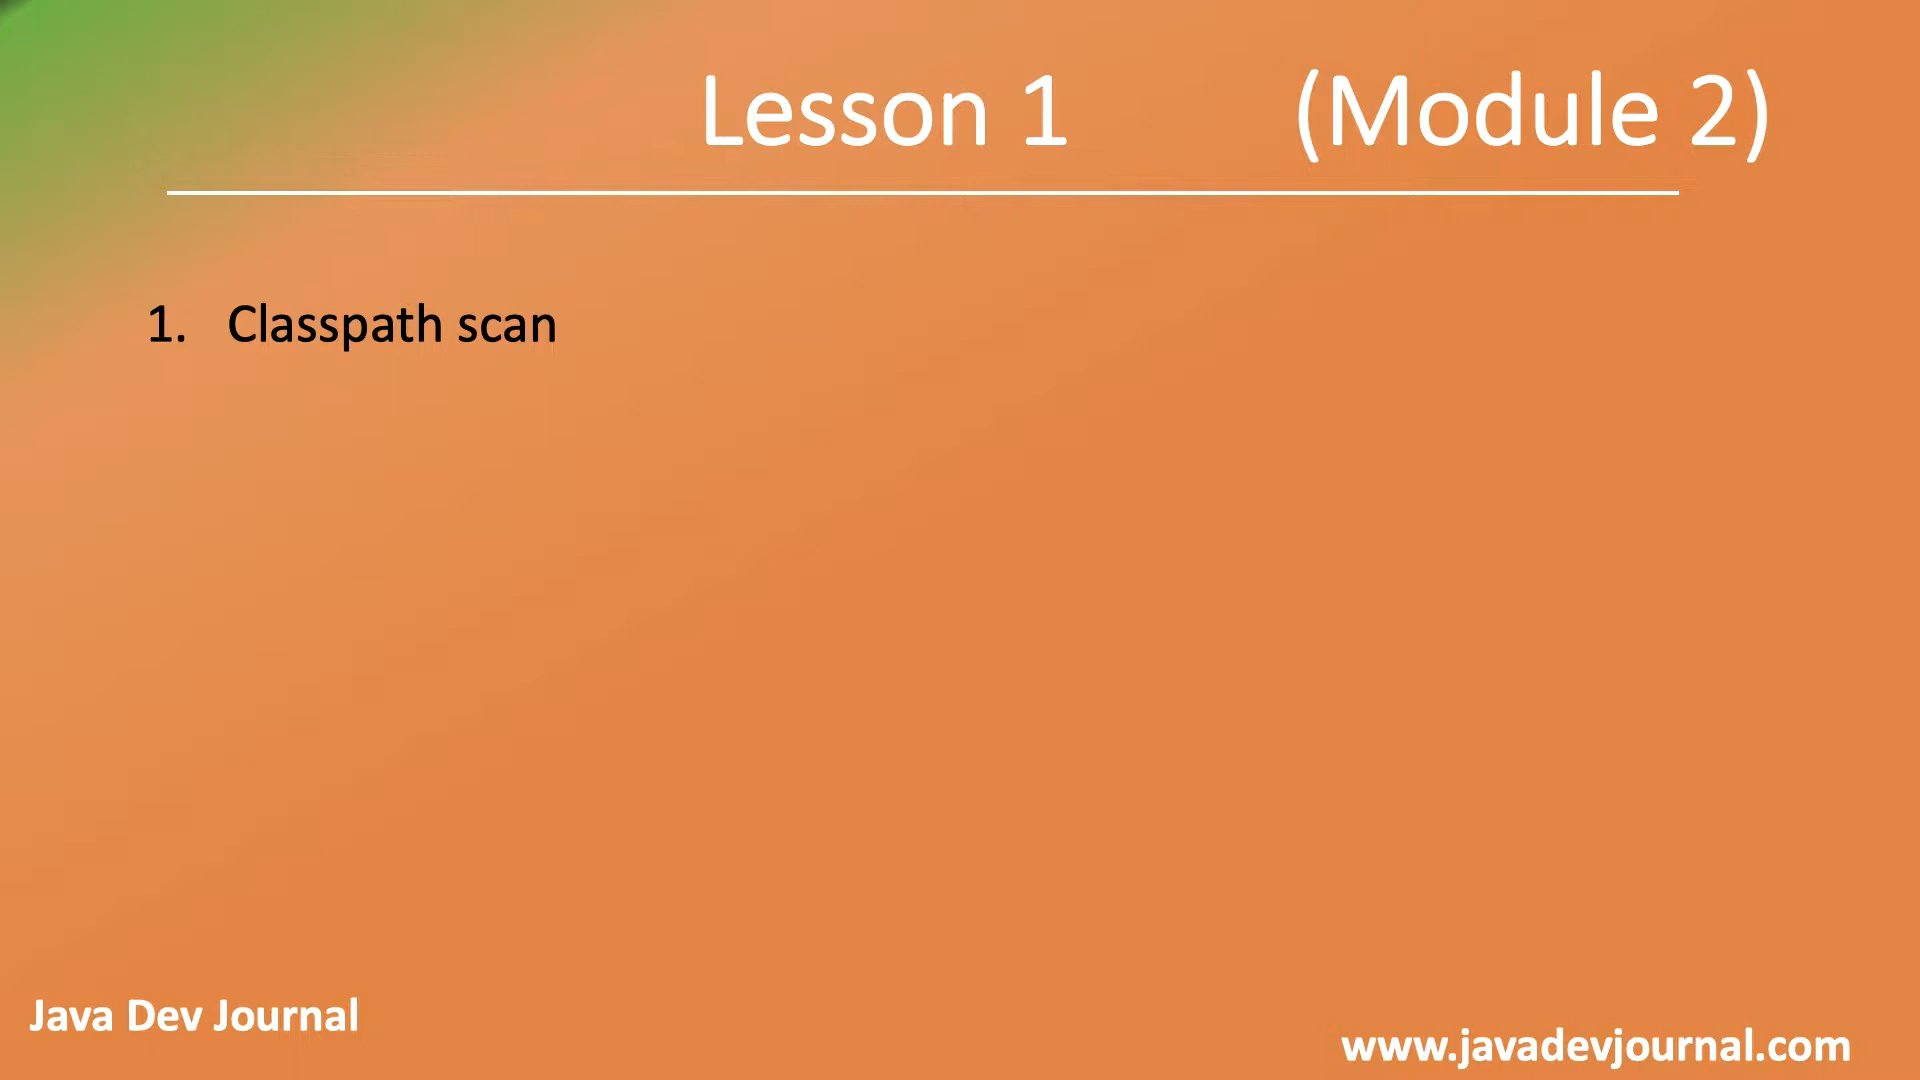 Lesson 1 (Module 2)
1. Classpath scan
Java Dev Journal
www.javadevjournal.com